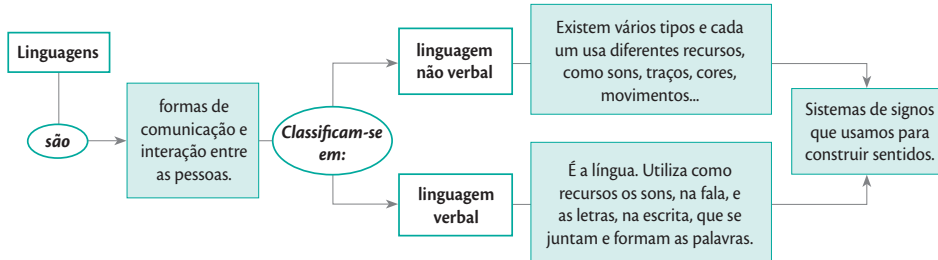 Linguagens
são
formas de
comunicação e
interação entre
as pessoas.
Classificam-se
em:
linguagem
não verbal
Existem vários tipos e cada
um usa diferentes recursos,
como sons, traços, cores,
movimentos...
linguagem
verbal
É a língua. Utiliza como
recursos os sons, na fala, e
as letras, na escrita, que se
juntam e formam as palavras.
Sistemas de signos
que usamos para
construir sentidos.